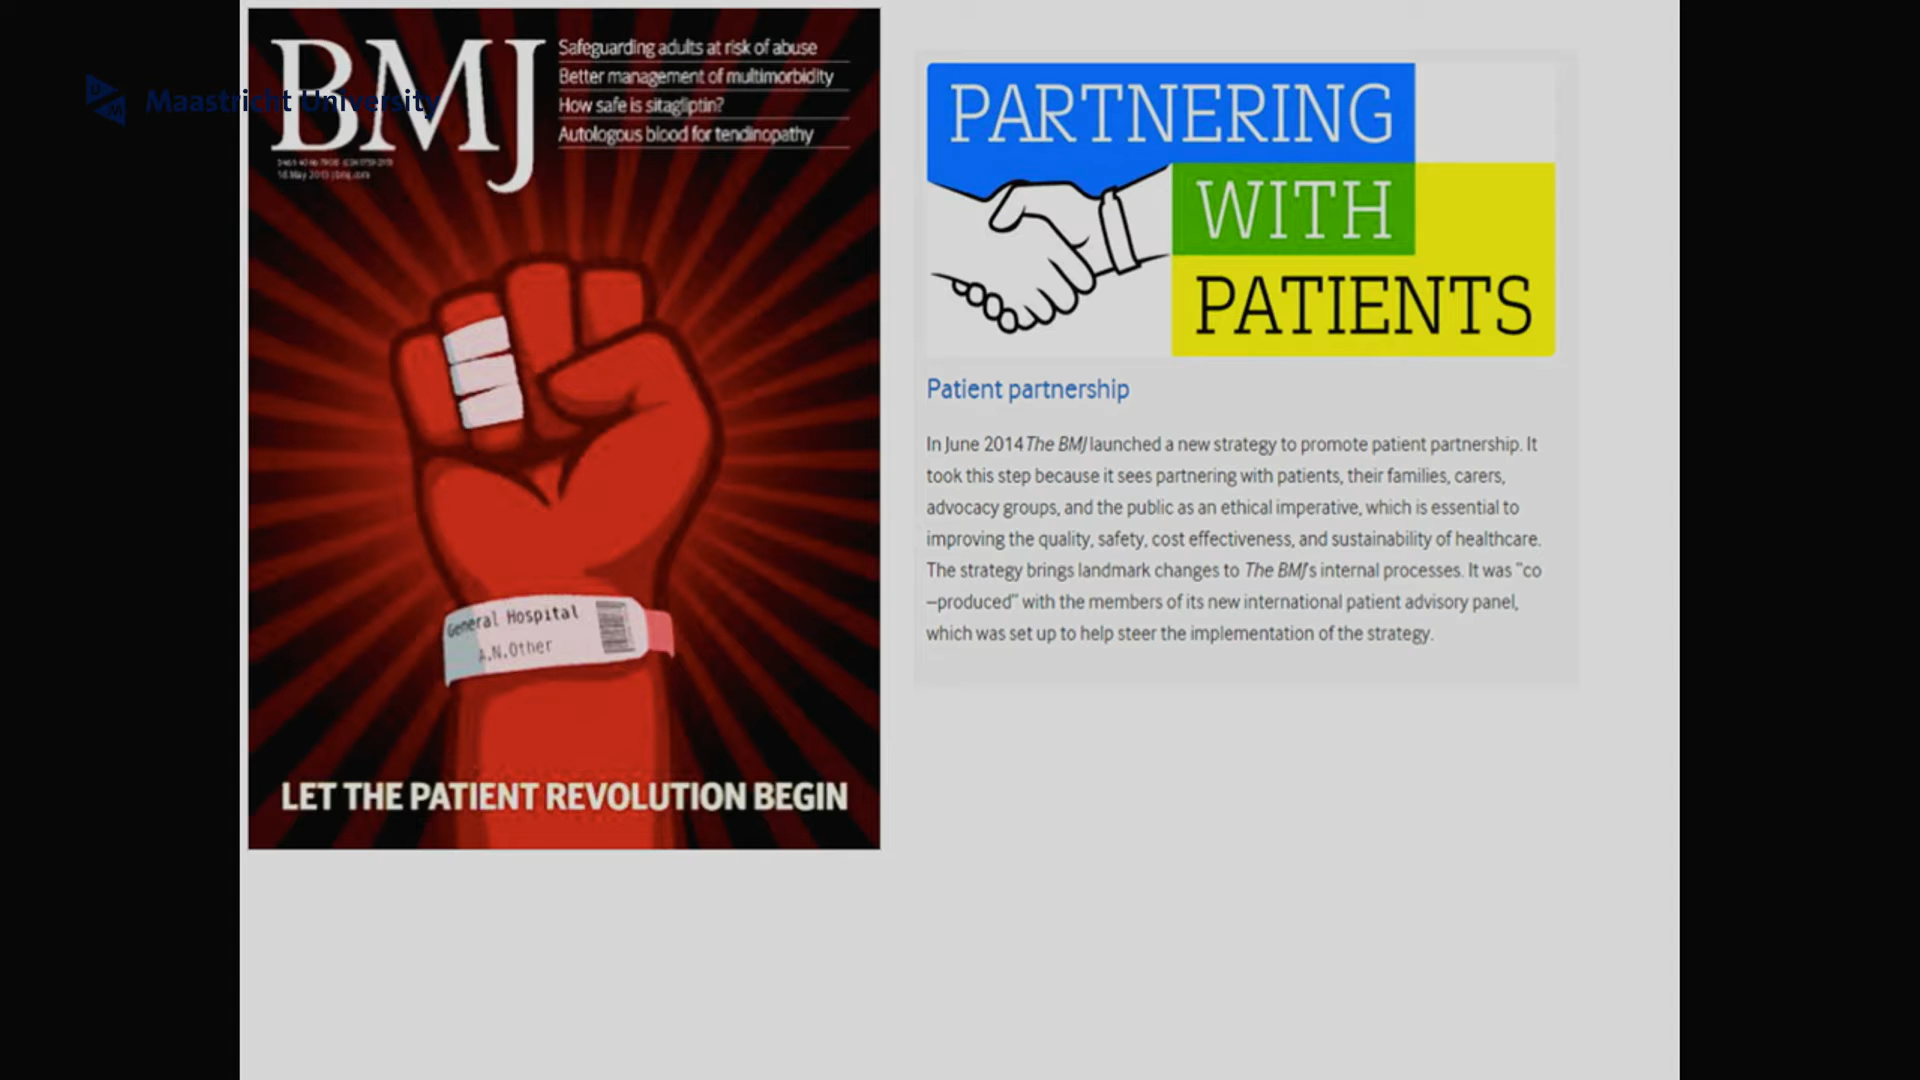 Maastricht University
BMJ
Safeguarding adults at risk of abuse
Better management of multimorbidity
How safe is sitagliptin?
Autologous blood for tendinopathy
bmj.com
General Hospital
A.N.Other
LET THE PATIENT REVOLUTION BEGIN
PARTNERING
WITH
PATIENTS
Patient partnership
In June 2014 The BMJ launched a new strategy to promote patient partnership. It
took this step because it sees partnering with patients, their families, carers,
advocacy groups, and the public as an ethical imperative, which is essential to
improving the quality, safety, cost effectiveness, and sustainability of healthcare.
The strategy brings landmark changes to The BMJ's internal processes. It was "co
–produced" with the members of its new international patient advisory panel,
which was set up to help steer the implementation of the strategy.